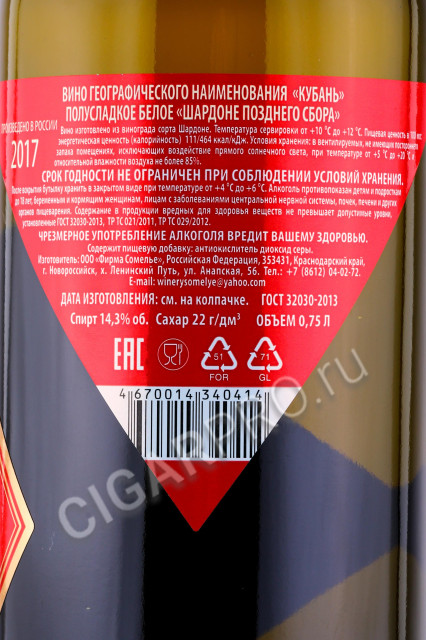 ВИНО ГЕОГРАФИЧЕСКОГО НАИМЕНОВАНИЯ «КУБАНЬ»
ПОЛУСЛАДКОЕ БЕЛОЕ «ШАРДОНЕ ПОЗДНЕГО СБОРА»
ПРОИЗВЕДЕНО В РОССИИ
2017
Вино изготовлено из винограда сорта Шардоне. Температура сервировки от +10 °С до +12 °С. Пищевая ценность в 100 мл:
энергетическая ценность (калорийность) 111/464 ккал/кДж. Условия хранения: в вентилируемых, не имеющих постороннего
запаха помещениях, исключающих воздействие прямого солнечного света, при температуре от +5 °С до +20 °С и
относительной влажности воздуха не более 85%.
СРОК ГОДНОСТИ НЕ ОГРАНИЧЕН ПРИ СОБЛЮДЕНИИ УСЛОВИЙ ХРАНЕНИЯ.
После вскрытия бутылку хранить в закрытом виде при температуре от +4 °С до +6 °С. Алкоголь противопоказан детям и подросткам
до 18 лет, беременным и кормящим женщинам, лицам с заболеваниями центральной нервной системы, почек, печени и других
органов пищеварения. Содержание в продукции вредных для здоровья веществ не превышает допустимые уровни,
установленные ГОСТ 32030-2013, ТР ТС 021/2011, ТР ТС 029/2012.
ЧРЕЗМЕРНОЕ УПОТРЕБЛЕНИЕ АЛКОГОЛЯ ВРЕДИТ ВАШЕМУ ЗДОРОВЬЮ.
Содержит пищевую добавку: антиокислитель диоксид серы.
Изготовитель: ООО «Фирма Сомелье», Российская Федерация, 353431, Краснодарский край,
г. Новороссийск, х. Ленинский Путь, ул. Анапская, 56. Тел.: +7 (8612) 04-02-72.
E-mail: winerysomelye@yahoo.com
ДАТА ИЗГОТОВЛЕНИЯ: см. на колпачке. ГОСТ 32030-2013
Спирт 14,3% об. Сахар 22 г/дм³ ОБЪЕМ 0,75 Л
EAC
51 71
FOR GL
4 670014 340414
CIGARPRO.ru